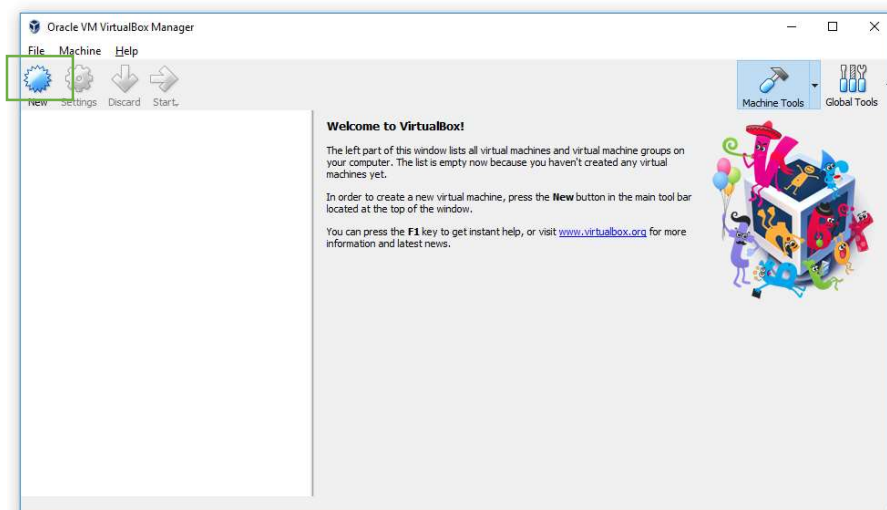 Oracle VM VirtualBox Manager
File Machine Help
New Settings Discard Start
Machine Tools Global Tools
Welcome to VirtualBox!
The left part of this window lists all virtual machines and virtual machine groups on
your computer. The list is empty now because you haven't created any virtual
machines yet.
In order to create a new virtual machine, press the New button in the main tool bar
located at the top of the window.
You can press the F1 key to get instant help, or visit www.virtualbox.org for more
information and latest news.